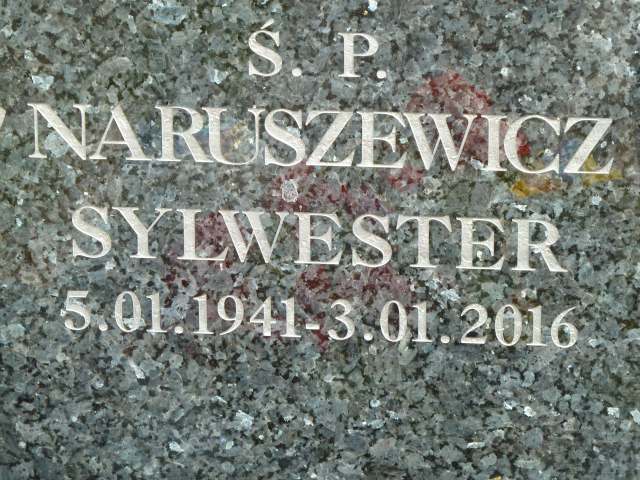 Ś. P.
NARUSZEWICZ
SYLWESTER
5.01.1941-3.01.2016